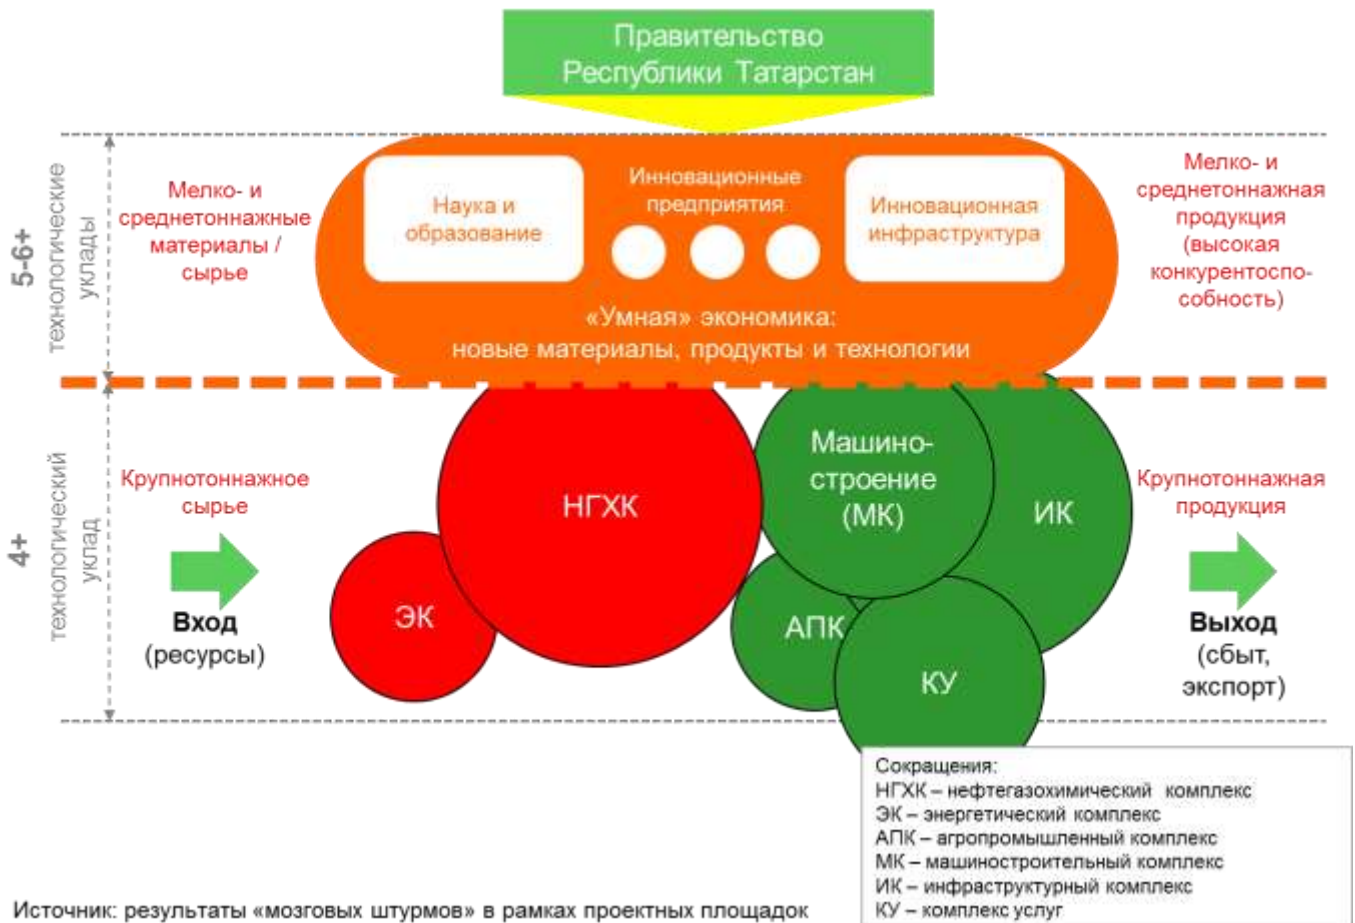 Правительство
Республики Татарстан
5-6+
технологические
уклады
Мелко- и
среднетоннажные
материалы /
сырье
Наука и
образование
Инновационные
предприятия
Инновационная
инфраструктура
«Умная» экономика:
новые материалы, продукты и технологии
Мелко- и
среднетоннажная
продукция
(высокая
конкурентоспо-
собность)
4+
технологический
уклад
Крупнотоннажное
сырье
Вход
(ресурсы)
ЭК
НГХК
Машино-
строение
(МК)
ИК
АПК
КУ
Крупнотоннажная
продукция
Выход
(сбыт,
экспорт)
Сокращения:
НГХК – нефтегазохимический комплекс
ЭК – энергетический комплекс
АПК – агропромышленный комплекс
МК – машиностроительный комплекс
ИК – инфраструктурный комплекс
КУ – комплекс услуг
Источник: результаты «мозговых штурмов» в рамках проектных площадок